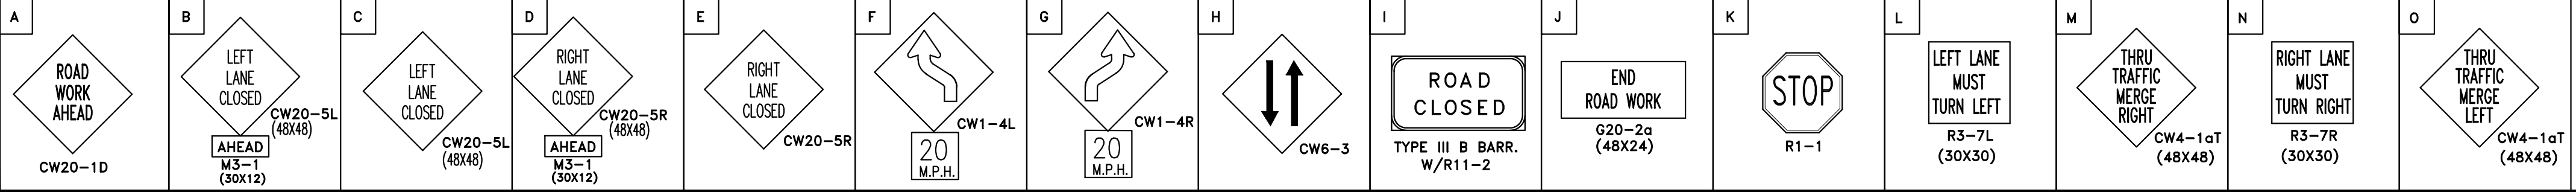 A
ROAD
WORK
AHEAD
CW20-1D
B
LEFT
LANE
CLOSED
CW20-5L
(48X48)
AHEAD
M3-1
(30X12)
C
LEFT
LANE
CLOSED
CW20-5L
(48X48)
D
RIGHT
LANE
CLOSED
CW20-5R
(48X48)
AHEAD
M3-1
(30X12)
E
RIGHT
LANE
CLOSED
CW20-5R
F
CW1-4L
20
M.P.H.
G
CW1-4R
20
M.P.H.
H
CW6-3
I
ROAD
CLOSED
TYPE III B BARR.
W/R11-2
J
END
ROAD WORK
G20-2a
(48X24)
K
STOP
R1-1
L
LEFT LANE
MUST
TURN LEFT
R3-7L
(30X30)
M
THRU
TRAFFIC
MERGE
RIGHT
CW4-1aT
(48X48)
N
RIGHT LANE
MUST
TURN RIGHT
R3-7R
(30X30)
O
THRU
TRAFFIC
MERGE
LEFT
CW4-1aT
(48X48)